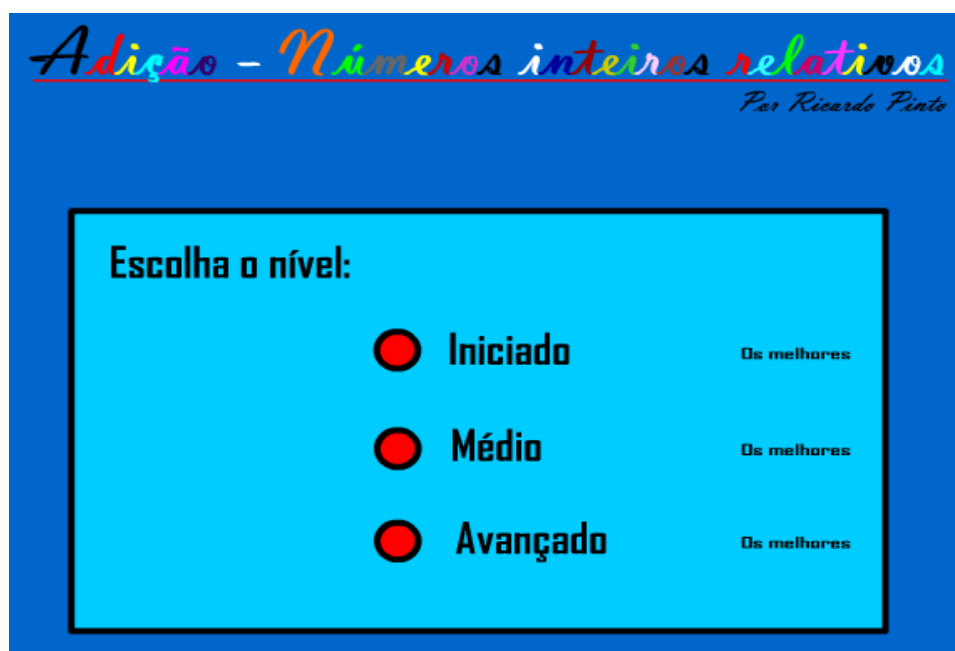 Adição - Números inteiros relativos
Por Ricardo Pinto
Escolha o nível:
Iniciado Os melhores
Médio Os melhores
Avançado Os melhores